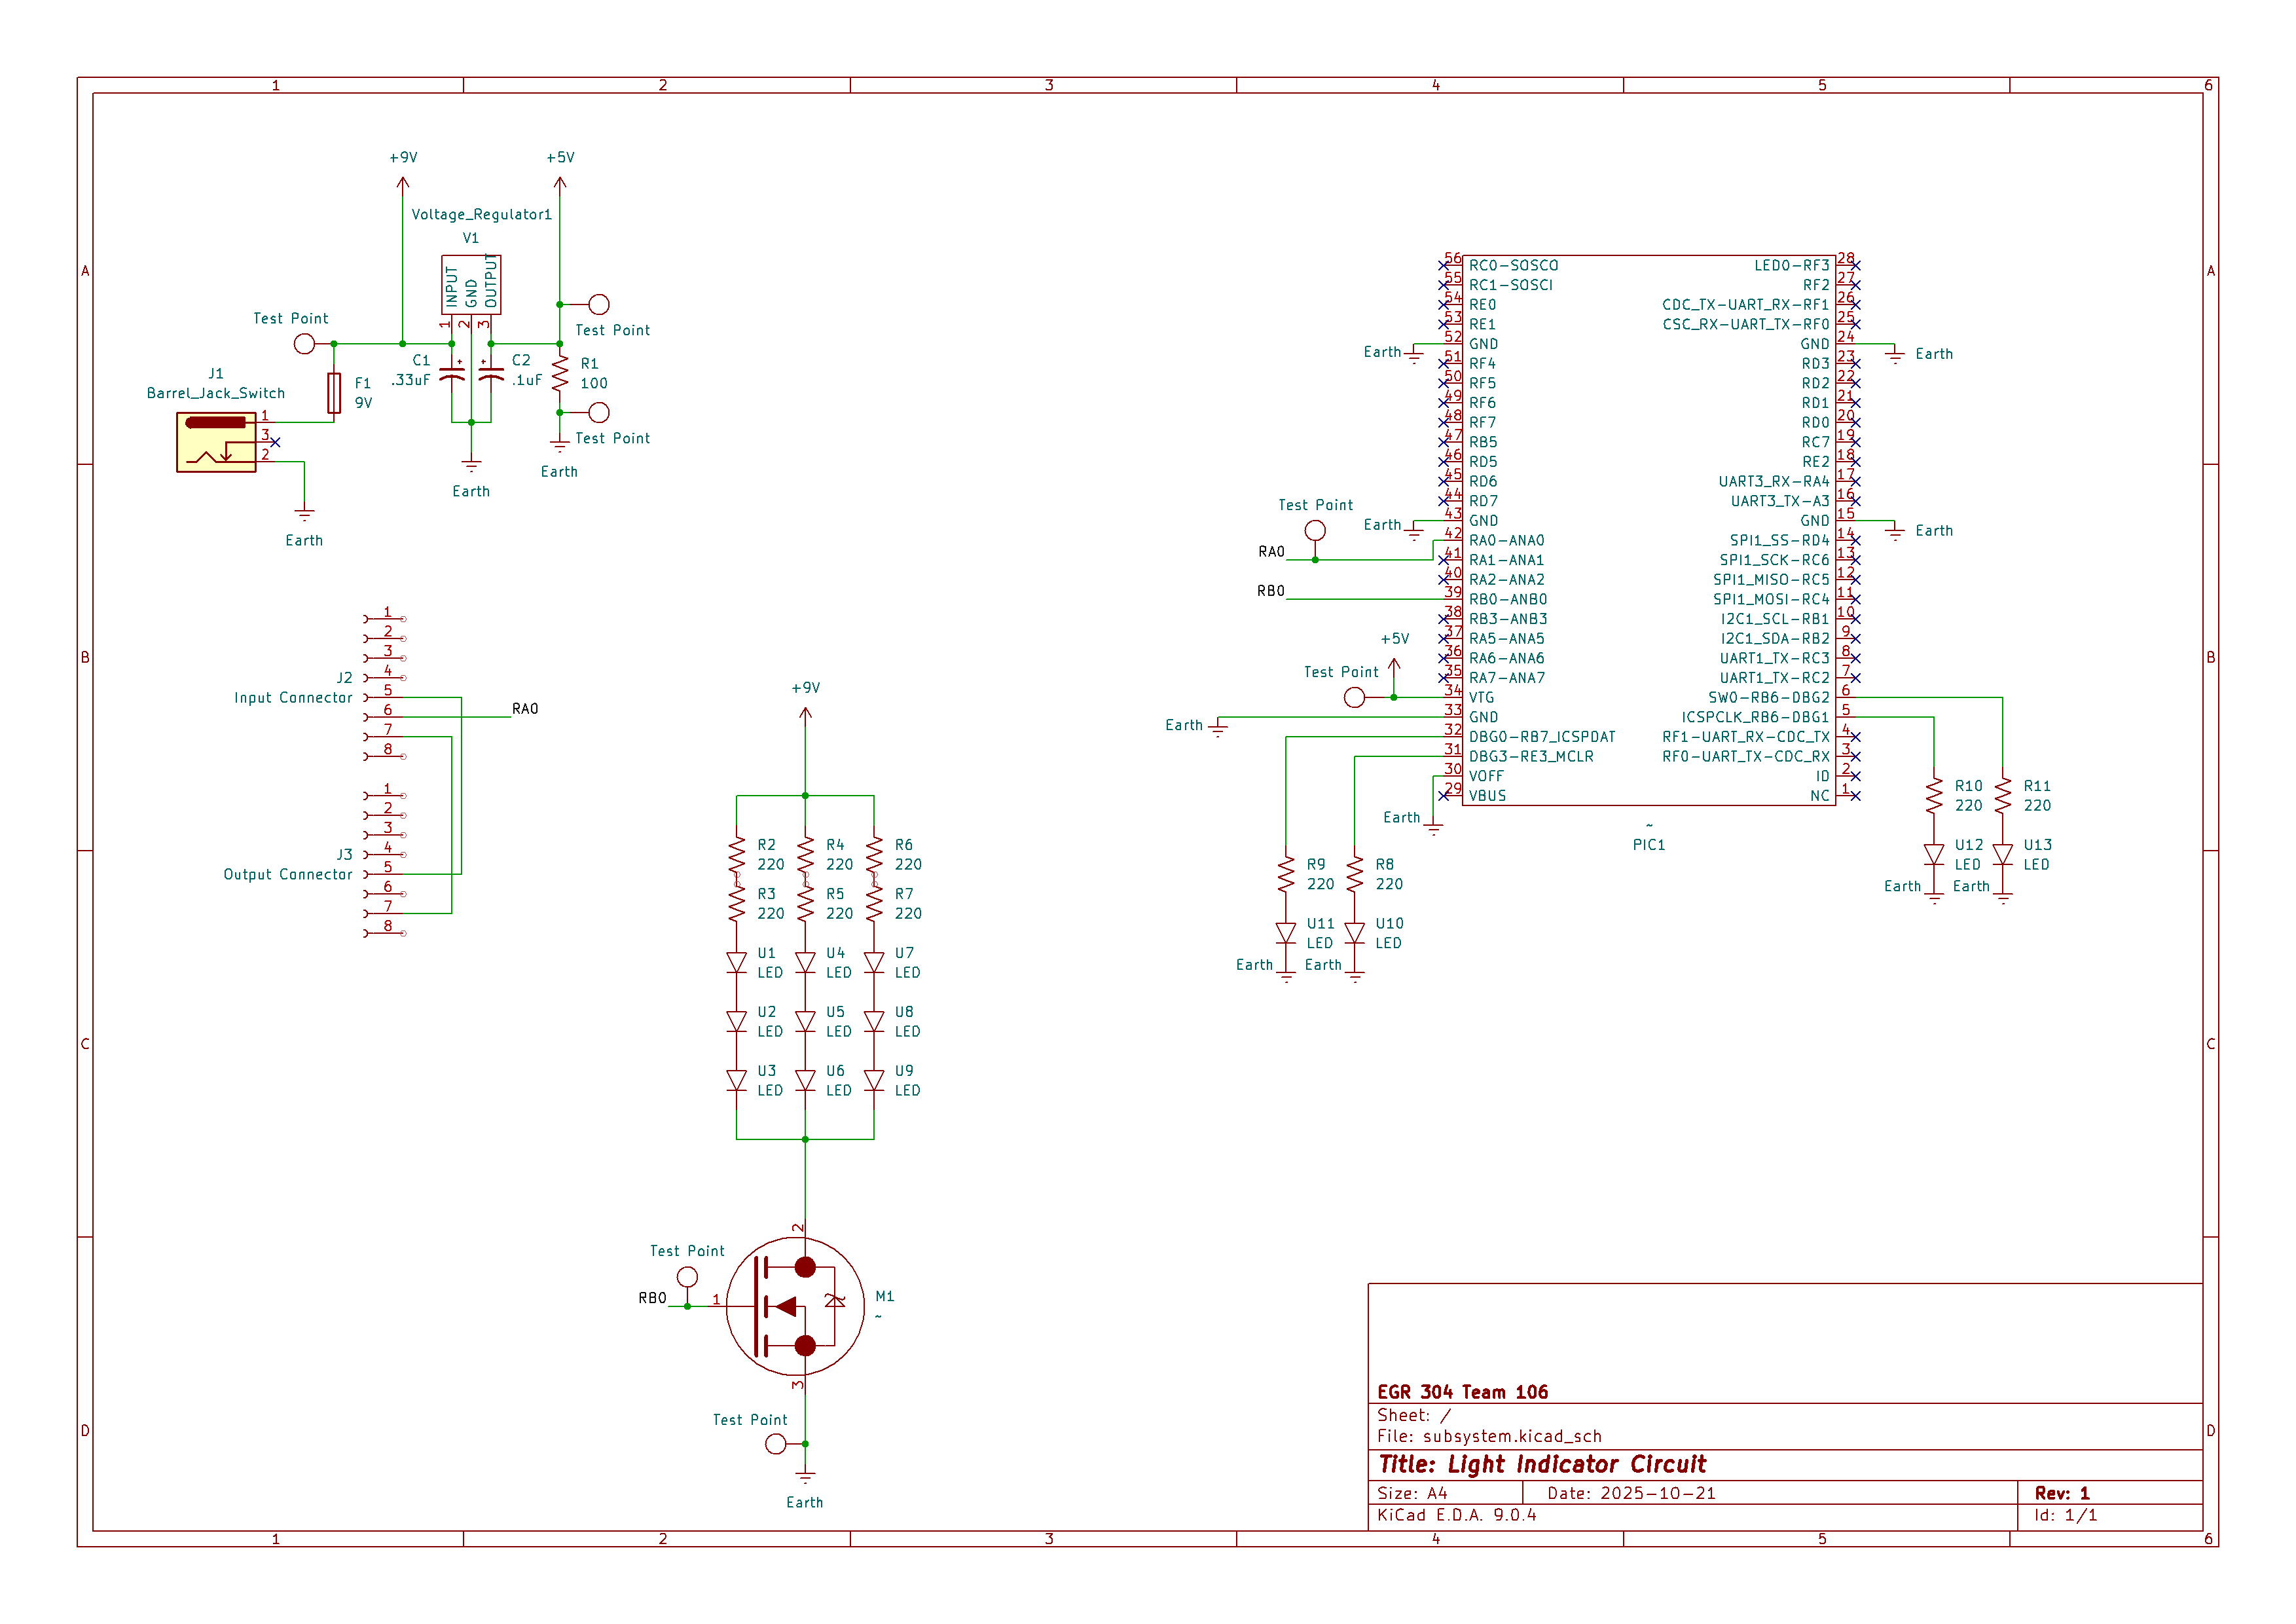 1 2 3 4 5 6
A
B
C
D
A
B
C
D
1 2 3 4 5 6
+9V
+5V
Voltage_Regulator1
V1
INPUT
GND
OUTPUT
1
2
3
Test Point
Test Point
C1
.33uF
C2
.1uF
R1
100
J1
Barrel_Jack_Switch
F1
9V
1
3
2
Test Point
Earth
Earth
Earth
1
2
3
J2 4
Input Connector 5
6 RA0
7
8
1
2
3
J3 4
Output Connector 5
6
7
8
+9V
R2
220
R4
220
R6
220
R3
220
R5
220
R7
220
U1
LED
U4
LED
U7
LED
U2
LED
U5
LED
U8
LED
U3
LED
U6
LED
U9
LED
2
Test Point
RB0
1
M1
~
3
Test Point
Earth
56 RC0-SOSCO
55 RC1-SOSCI
54 RE0
53 RE1
Earth 52 GND
51 RF4
50 RF5
49 RF6
48 RF7
47 RB5
46 RD5
45 RD6
44 RD7
Test Point
Earth 43 GND
42 RA0-ANA0
RA0
41 RA1-ANA1
40 RA2-ANA2
RB0
39 RB0-ANB0
38 RB3-ANB3
+5V
37 RA5-ANA5
36 RA6-ANA6
Test Point
35 RA7-ANA7
34 VTG
Earth 33 GND
32 DBG0-RB7_ICSPDAT
31 DBG3-RE3_MCLR
30 VOFF
29 VBUS
Earth
LED0-RF3 28
RF2 27
CDC_TX-UART_RX-RF1 26
CSC_RX-UART_TX-RF0 25
GND 24 Earth
RD3 23
RD2 22
RD1 21
RD0 20
RC7 19
RE2 18
UART3_RX-RA4 17
UART3_TX-A3 16
GND 15 Earth
SPI1_SS-RD4 14
SPI1_SCK-RC6 13
SPI1_MISO-RC5 12
SPI1_MOSI-RC4 11
I2C1_SCL-RB1 10
I2C1_SDA-RB2 9
UART1_TX-RC3 8
UART1_TX-RC2 7
SW0-RB6-DBG2 6
ICSPCLK_RB6-DBG1 5
RF1-UART_RX-CDC_TX 4
RF0-UART_TX-CDC_RX 3
ID 2
NC 1
~
PIC1
R9
220
R8
220
U11
LED
U10
LED
Earth
Earth
R10
220
R11
220
U12
LED
U13
LED
Earth
Earth
EGR 304 Team 106
Sheet: /
File: subsystem.kicad_sch
Title: Light Indicator Circuit
Size: A4 Date: 2025-10-21 Rev: 1
KiCad E.D.A. 9.0.4 Id: 1/1